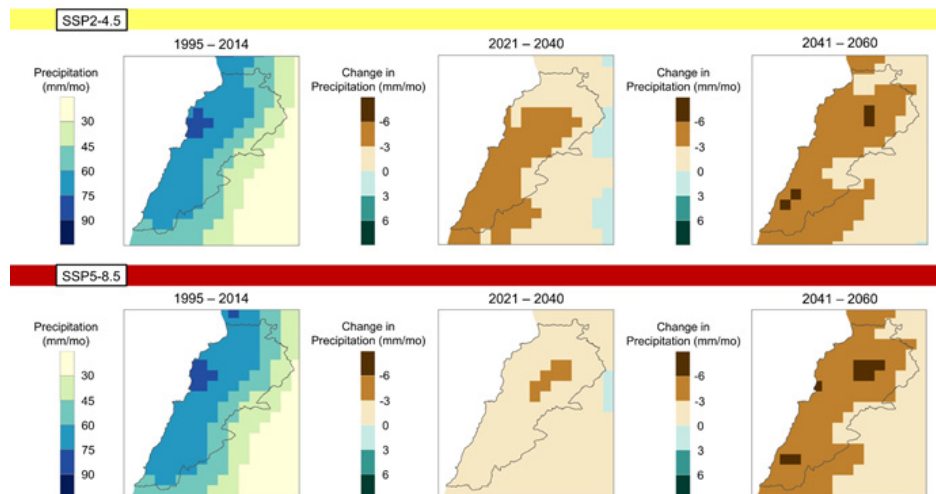 SSP2-4.5
1995 – 2014
2021 – 2040
2041 – 2060
Precipitation
(mm/mo)
30
45
60
75
90
Change in
Precipitation (mm/mo)
-6
-3
0
3
6
Change in
Precipitation (mm/mo)
-6
-3
0
3
6
SSP5-8.5
1995 – 2014
2021 – 2040
2041 – 2060
Precipitation
(mm/mo)
30
45
60
75
90
Change in
Precipitation (mm/mo)
-6
-3
0
3
6
Change in
Precipitation (mm/mo)
-6
-3
0
3
6